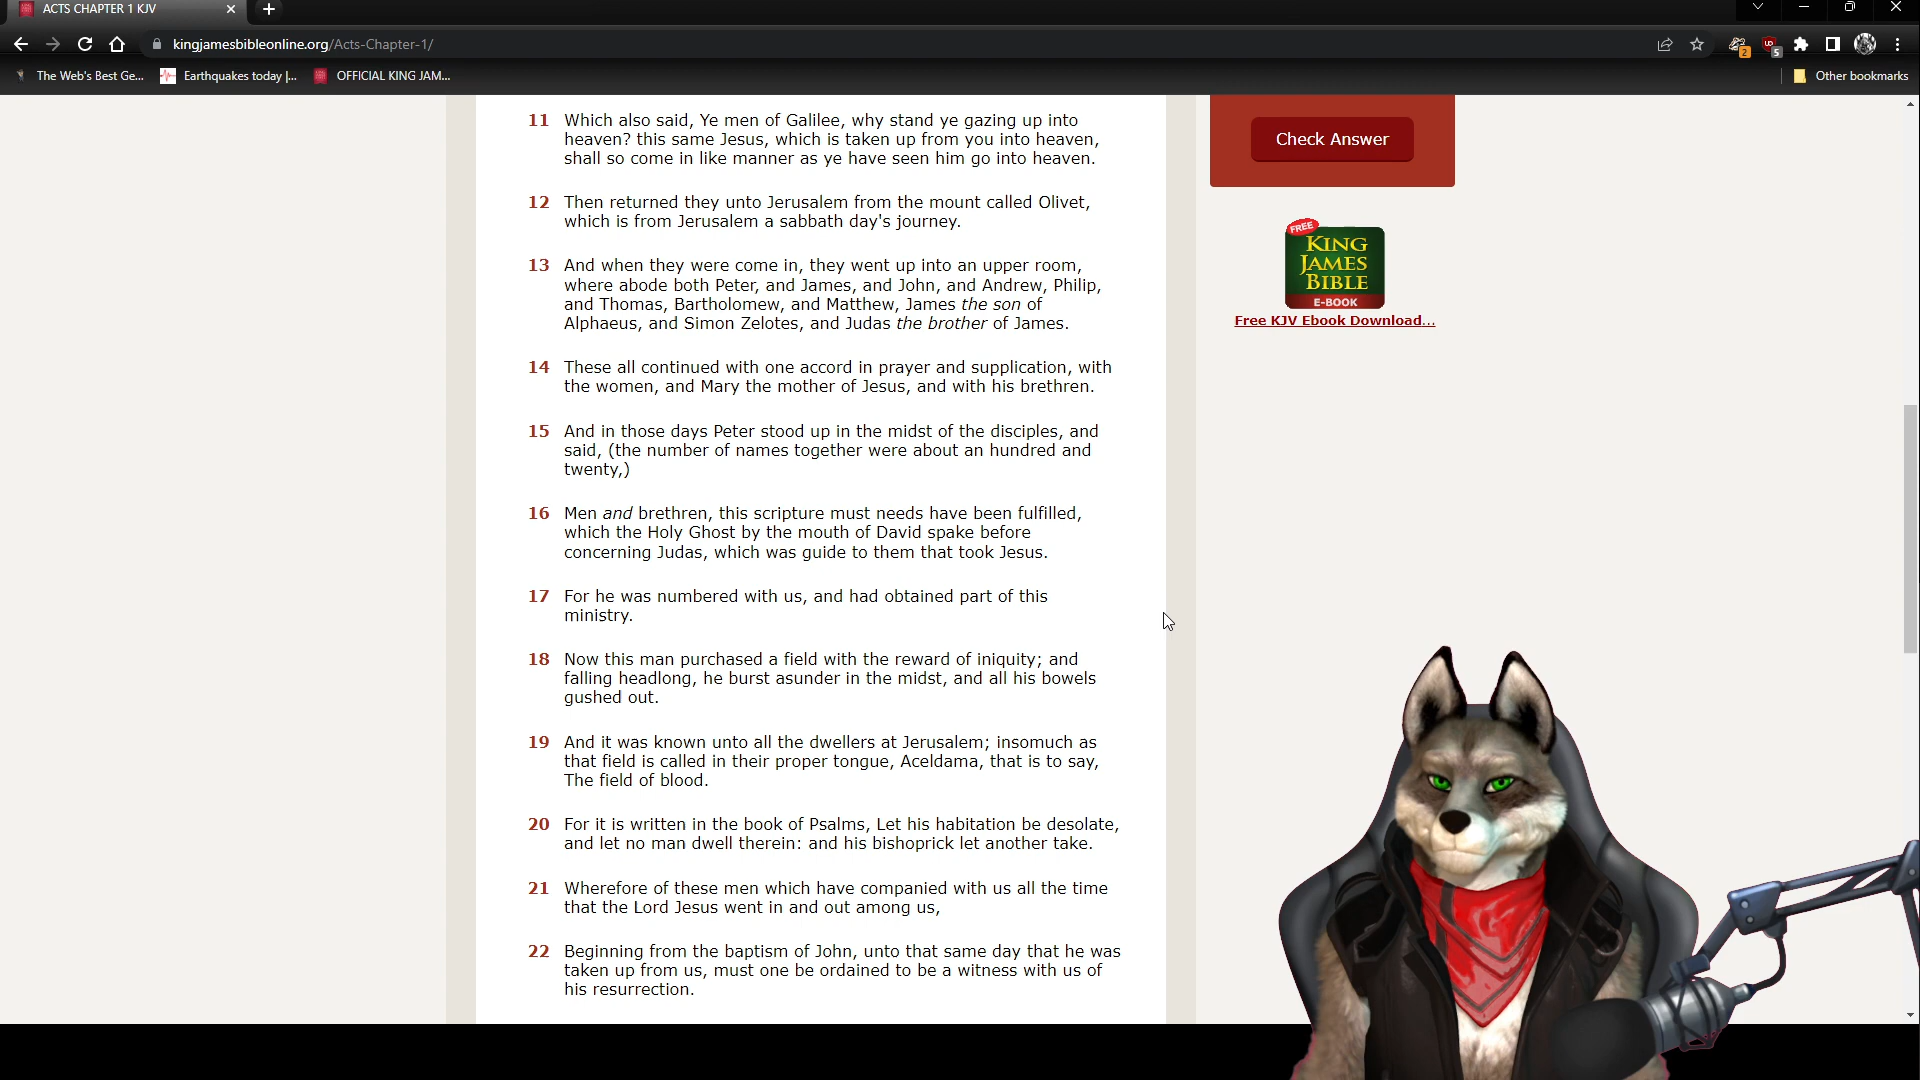 ACTS CHAPTER 1 KJV
kingjamesbibleonline.org/Acts-Chapter-1/
2
5
The Web's Best Ge...
Earthquakes today |...
OFFICIAL KING JAM...
Other bookmarks
11 Which also said, Ye men of Galilee, why stand ye gazing up into
heaven? this same Jesus, which is taken up from you into heaven,
shall so come in like manner as ye have seen him go into heaven.
12 Then returned they unto Jerusalem from the mount called Olivet,
which is from Jerusalem a sabbath day's journey.
13 And when they were come in, they went up into an upper room,
where abode both Peter, and James, and John, and Andrew, Philip,
and Thomas, Bartholomew, and Matthew, James the son of
Alphaeus, and Simon Zelotes, and Judas the brother of James.
14 These all continued with one accord in prayer and supplication, with
the women, and Mary the mother of Jesus, and with his brethren.
15 And in those days Peter stood up in the midst of the disciples, and
said, (the number of names together were about an hundred and
twenty,)
16 Men and brethren, this scripture must needs have been fulfilled,
which the Holy Ghost by the mouth of David spake before
concerning Judas, which was guide to them that took Jesus.
17 For he was numbered with us, and had obtained part of this
ministry.
18 Now this man purchased a field with the reward of iniquity; and
falling headlong, he burst asunder in the midst, and all his bowels
gushed out.
19 And it was known unto all the dwellers at Jerusalem; insomuch as
that field is called in their proper tongue, Aceldama, that is to say,
The field of blood.
20 For it is written in the book of Psalms, Let his habitation be desolate,
and let no man dwell therein: and his bishoprick let another take.
21 Wherefore of these men which have companied with us all the time
that the Lord Jesus went in and out among us,
22 Beginning from the baptism of John, unto that same day that he was
taken up from us, must one be ordained to be a witness with us of
his resurrection.
Check Answer
FREE
KING
JAMES
BIBLE
E-BOOK
Free KJV Ebook Download...